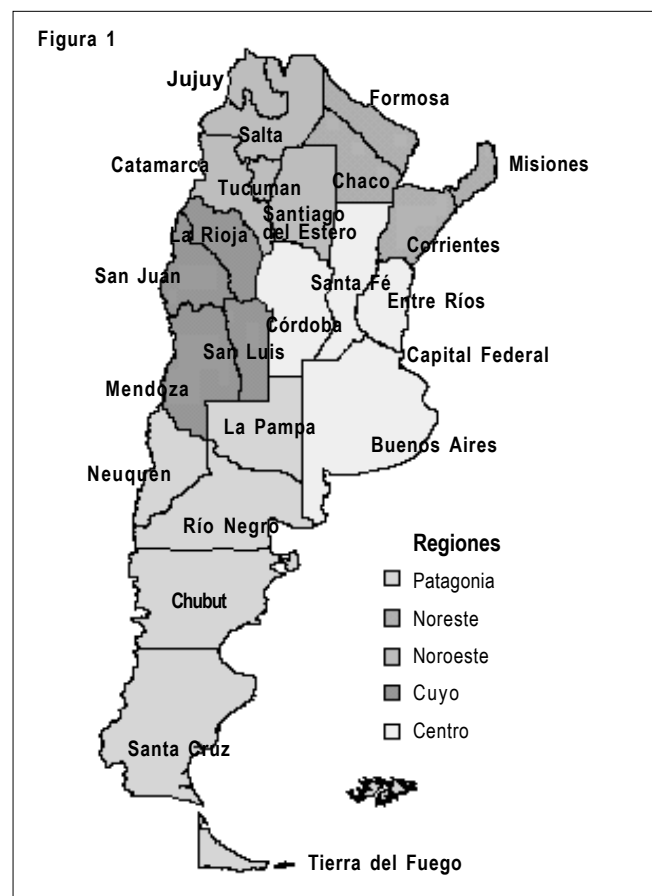 Figura 1
Jujuy
Formosa
Salta
Catamarca
Misiones
Tucuman
Chaco
Santiago
del Estero
La Rioja
Corrientes
San Juan
Santa Fé
Entre Ríos
Córdoba
San Luis
Capital Federal
Mendoza
La Pampa
Buenos Aires
Neuquén
Río Negro
Regiones
Patagonia
Chubut
Noreste
Noroeste
Cuyo
Centro
Santa Cruz
Tierra del Fuego